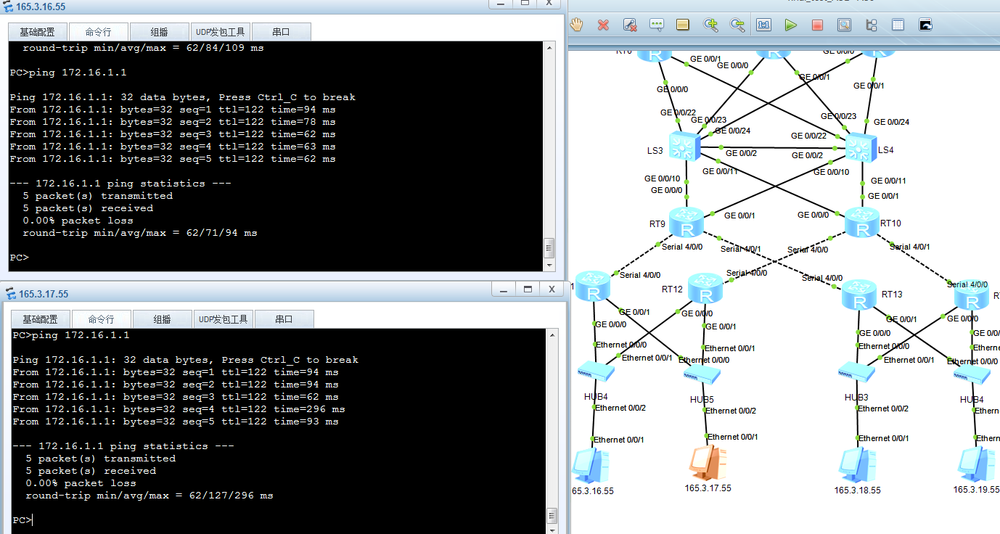 165.3.16.55
基础配置
命令行
组播
UDP发包工具
串口
round-trip min/avg/max = 62/84/109 ms
PC>ping 172.16.1.1
Ping 172.16.1.1: 32 data bytes, Press Ctrl_C to break
From 172.16.1.1: bytes=32 seq=1 ttl=122 time=94 ms
From 172.16.1.1: bytes=32 seq=2 ttl=122 time=78 ms
From 172.16.1.1: bytes=32 seq=3 ttl=122 time=62 ms
From 172.16.1.1: bytes=32 seq=4 ttl=122 time=63 ms
From 172.16.1.1: bytes=32 seq=5 ttl=122 time=62 ms
--- 172.16.1.1 ping statistics ---
5 packet(s) transmitted
5 packet(s) received
0.00% packet loss
round-trip min/avg/max = 62/71/94 ms
PC>
165.3.17.55
基础配置
命令行
组播
UDP发包工具
串口
PC>ping 172.16.1.1
Ping 172.16.1.1: 32 data bytes, Press Ctrl_C to break
From 172.16.1.1: bytes=32 seq=1 ttl=122 time=94 ms
From 172.16.1.1: bytes=32 seq=2 ttl=122 time=94 ms
From 172.16.1.1: bytes=32 seq=3 ttl=122 time=62 ms
From 172.16.1.1: bytes=32 seq=4 ttl=122 time=296 ms
From 172.16.1.1: bytes=32 seq=5 ttl=122 time=93 ms
--- 172.16.1.1 ping statistics ---
5 packet(s) transmitted
5 packet(s) received
0.00% packet loss
round-trip min/avg/max = 62/127/296 ms
PC>
GE 0/0/1
GE 0/0/0
GE 0/0/0
GE 0/0/1
GE 0/0/0
GE 0/0/1
GE 0/0/22
GE 0/0/23
GE 0/0/24
GE 0/0/23
GE 0/0/24
GE 0/0/22
LS3
GE 0/0/2
GE 0/0/2
LS4
GE 0/0/11
GE 0/0/10
GE 0/0/10
GE 0/0/11
GE 0/0/0
GE 0/0/1
RT9
GE 0/0/1
GE 0/0/0
RT10
Serial 4/0/0
Serial 4/0/1
Serial 4/0/0
Serial 4/0/1
Serial 4/0/0
Serial 4/0/0
Serial 4/0/0
Serial 4/0/0
1
RT12
RT13
R
GE 0/0/1
GE 0/0/0
GE 0/0/1
GE 0/0/0
GE 0/0/0
GE 0/0/1
GE 0/0/0
GE 0/0/
Ethernet 0/0/0
Ethernet 0/0/1
Ethernet 0/0/0
Ethernet 0/0/1
Ethernet 0/0/0
Ethernet 0/0/1
Ethernet 0/0/0
Ethern
HUB4
HUB5
HUB3
HUB4
Ethernet 0/0/2
Ethernet 0/0/2
Ethernet 0/0/2
Ethern
Ethernet 0/0/1
Ethernet 0/0/1
Ethernet 0/0/1
Ethern
65.3.16.55
165.3.17.55
165.3.18.55
165.3.19.55